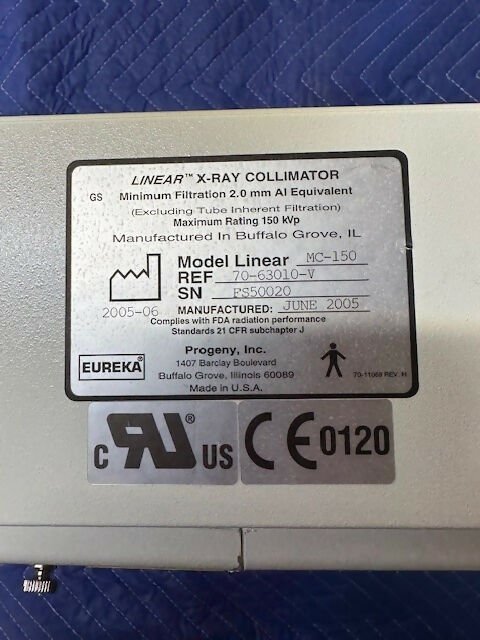 LINEAR™ X-RAY COLLIMATOR
GS Minimum Filtration 2.0 mm Al Equivalent
(Excluding Tube Inherent Filtration)
Maximum Rating 150 kVp
Manufactured In Buffalo Grove, IL
Model Linear MC-150
REF 70-63010-V
SN PS50020
2005-06 MANUFACTURED: JUNE 2005
Complies with FDA radiation performance
Standards 21 CFR subchapter J
EUREKA®
Progeny, Inc.
1407 Barclay Boulevard
Buffalo Grove, Illinois 60089
Made in U.S.A.
70-11069 REV H
c RU® US CE 0120